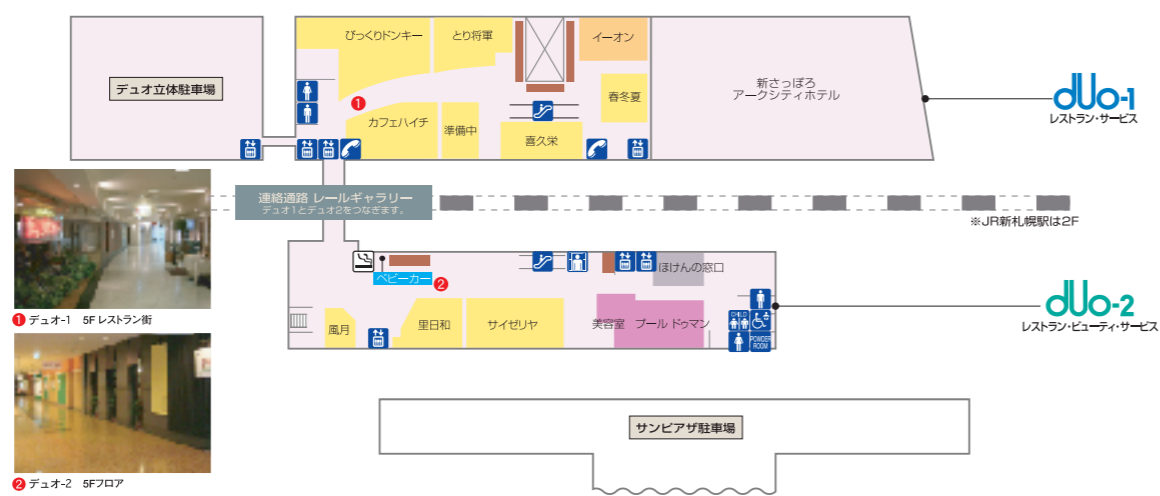 びっくりドンキー
とり将軍
イーオン
デュオ立体駐車場
新さっぽろ
アークシティホテル
春冬夏
カフェハイチ
準備中
喜久栄
1
duo-1
レストラン・サービス
連絡通路 レールギャラリー
デュオ1とデュオ2をつなぎます。
※JR新札幌駅は2F
ベビーカー
2
ほけんの窓口
風月
里日和
サイゼリヤ
美容室 プール ドゥマン
CHILD
POWDER
ROOM
duo-2
レストラン・ビューティ・サービス
1 デュオ-1 5F レストラン街
サンピアザ駐車場
2 デュオ-2 5Fフロア